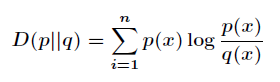 D(p||q) = \sum_{i=1}^{n} p(x) \log \frac{p(x)}{q(x)}